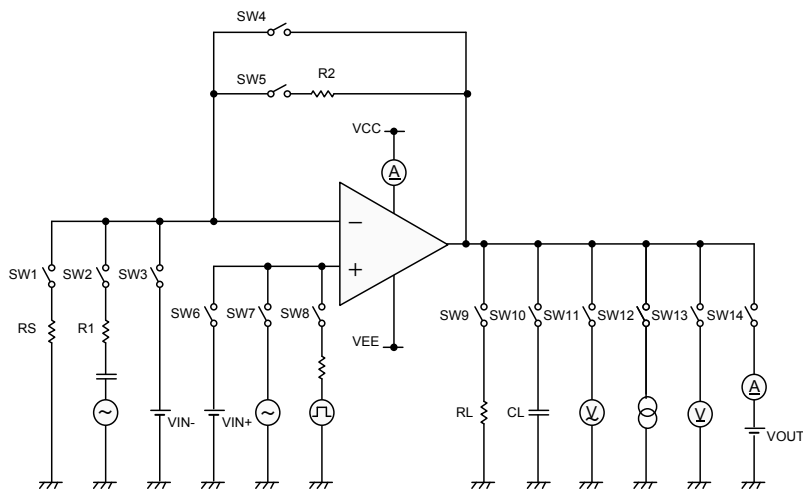 SW4
SW5 R2
VCC
A
− 
+
SW1 SW2 SW3
SW6 SW7 SW8
SW9 SW10 SW11 SW12 SW13 SW14
RS R1
VEE
A
VIN- VIN+
RL CL V V
VOUT